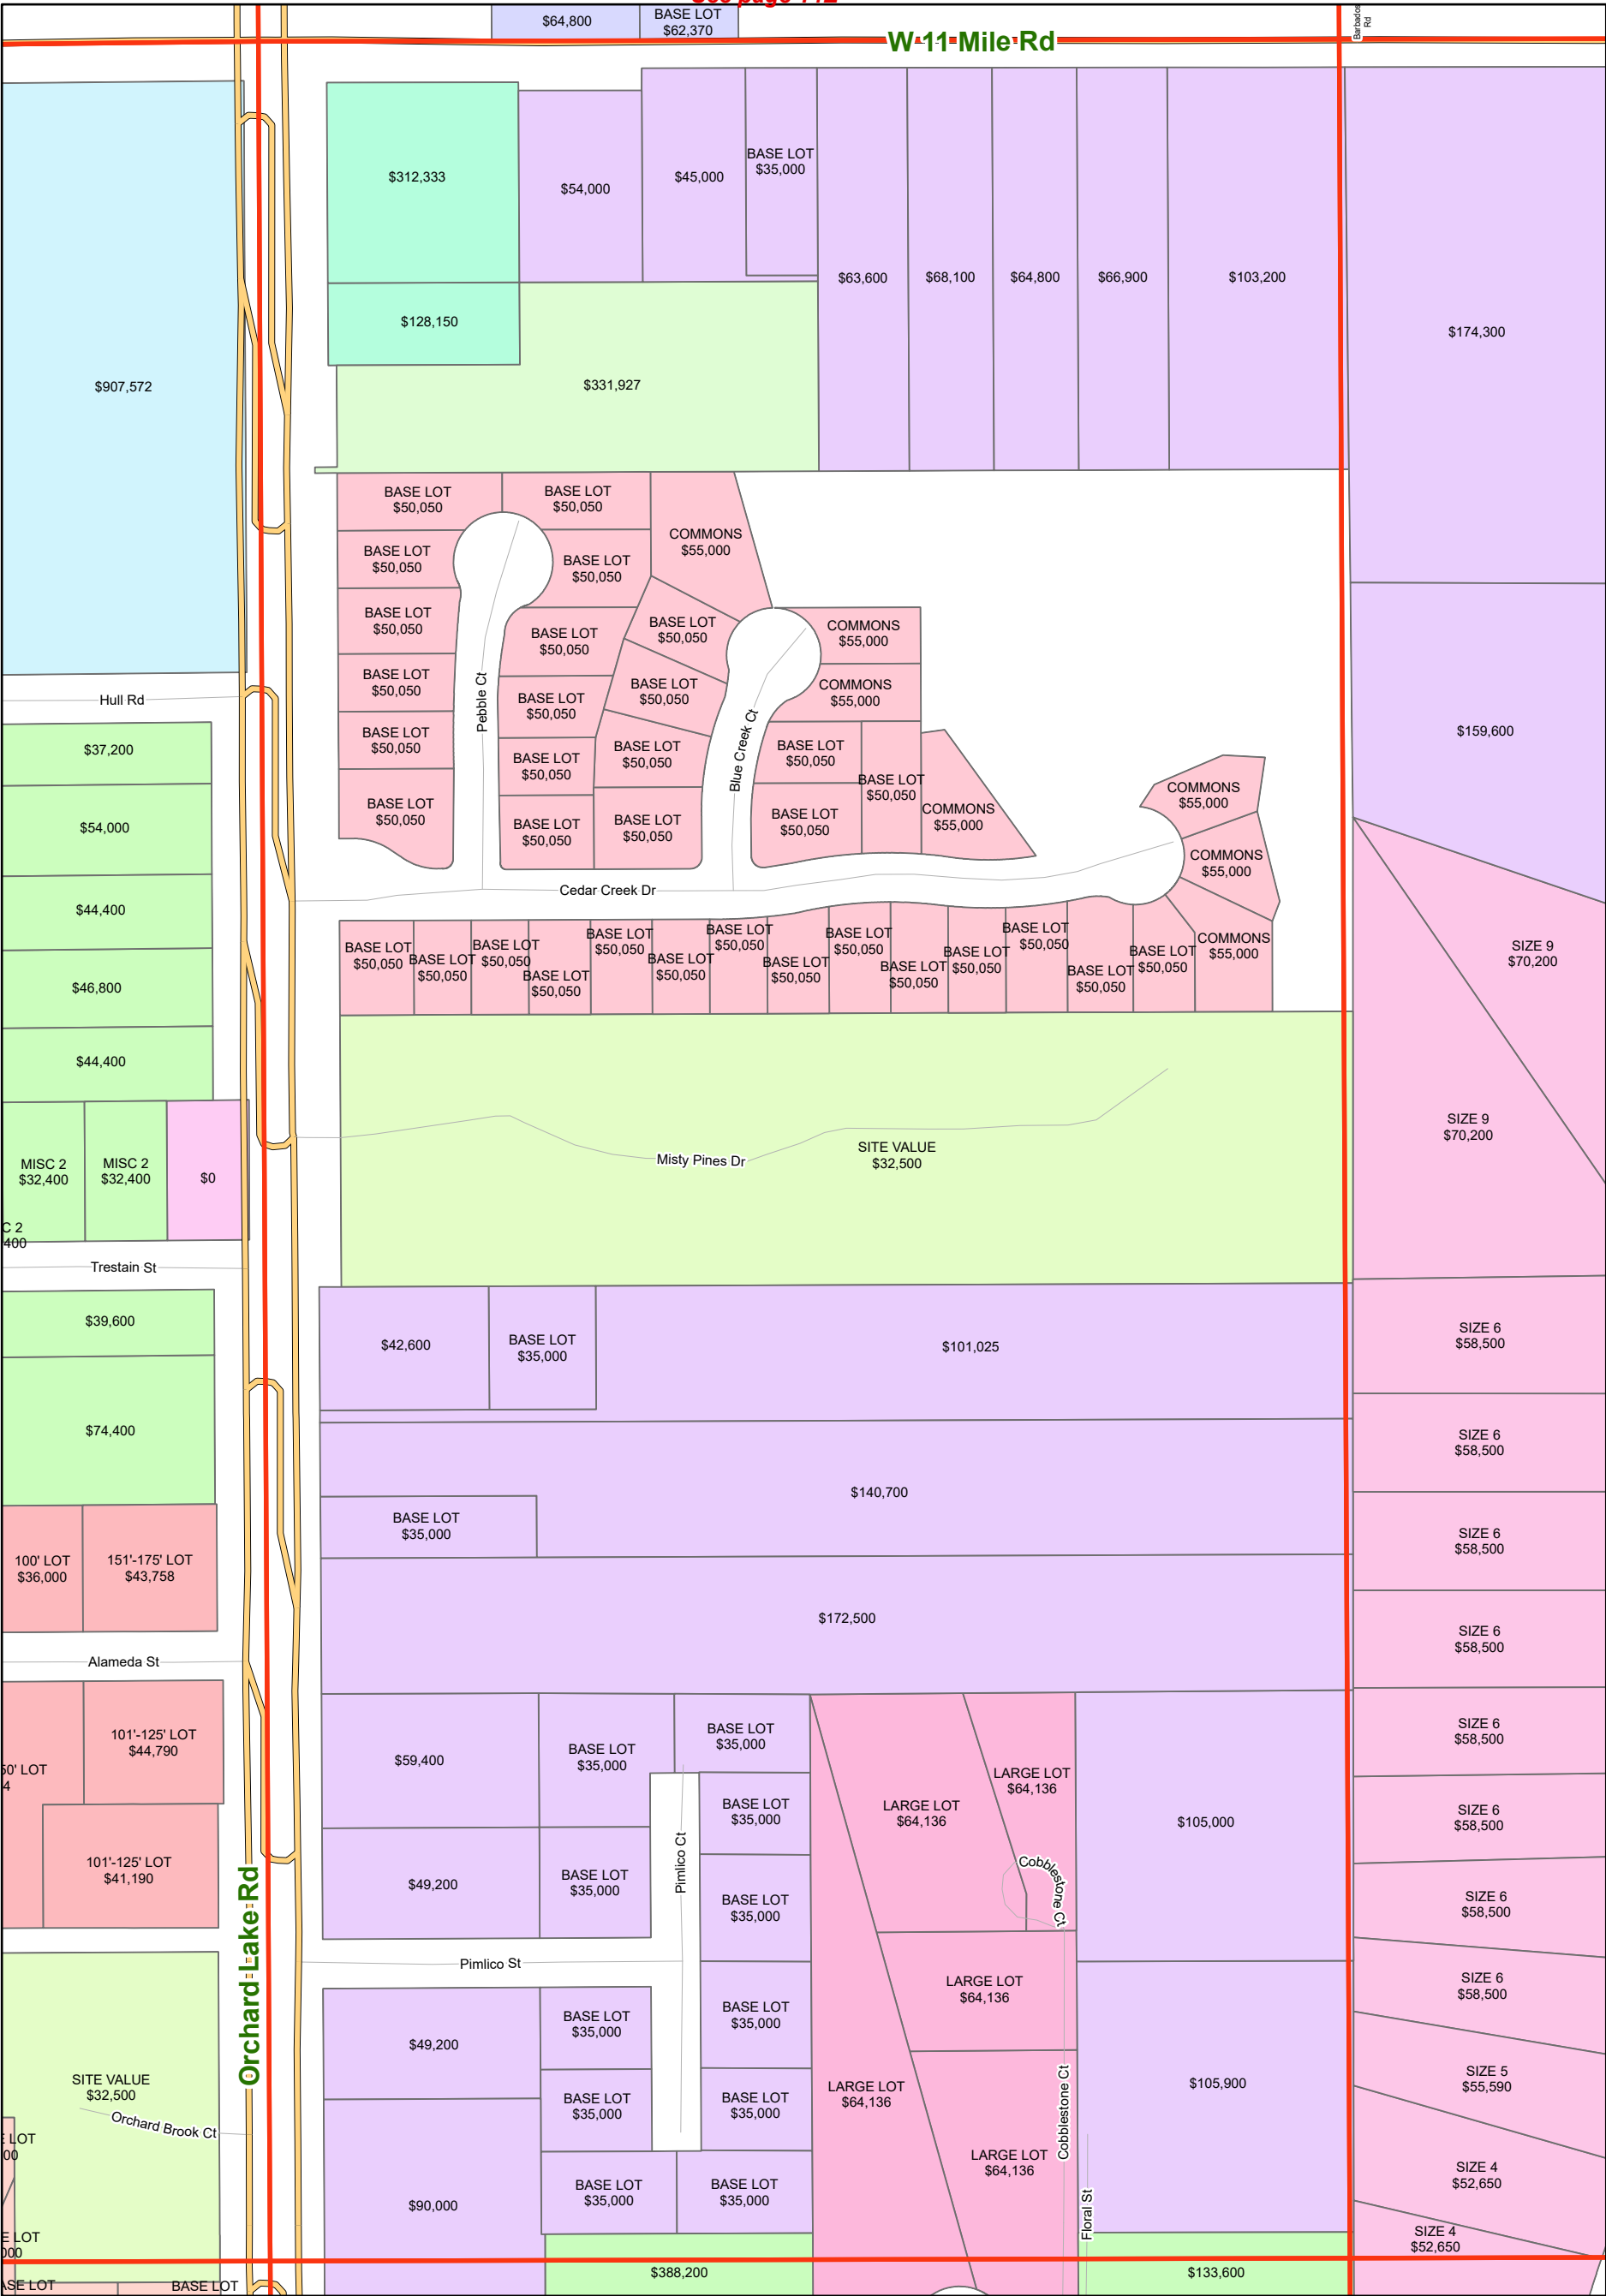 See page 112
$64,800
BASE LOT
$62,370
W 11 Mile Rd
Barbados
Rd
$312,333
$54,000
$45,000
BASE LOT
$35,000
$63,600
$68,100
$64,800
$66,900
$103,200
$174,300
$128,150
$331,927
$907,572
BASE LOT
$50,050
BASE LOT
$50,050
COMMONS
$55,000
BASE LOT
$50,050
BASE LOT
$50,050
BASE LOT
$50,050
BASE LOT
$50,050
BASE LOT
$50,050
COMMONS
$55,000
BASE LOT
$50,050
BASE LOT
$50,050
BASE LOT
$50,050
COMMONS
$55,000
Pebble Ct
Blue Creek Ct
Hull Rd
$37,200
BASE LOT
$50,050
BASE LOT
$50,050
BASE LOT
$50,050
BASE LOT
$50,050
BASE LOT
$50,050
$159,600
BASE LOT
$50,050
BASE LOT
$50,050
BASE LOT
$50,050
BASE LOT
$50,050
COMMONS
$55,000
COMMONS
$55,000
COMMONS
$55,000
$54,000
Cedar Creek Dr
$44,400
BASE LOT
$50,050
BASE LOT
$50,050
BASE LOT
$50,050
BASE LOT
$50,050
BASE LOT
$50,050
BASE LOT
$50,050
BASE LOT
$50,050
BASE LOT
$50,050
BASE LOT
$50,050
BASE LOT
$50,050
BASE LOT
$50,050
BASE LOT
$50,050
BASE LOT
$50,050
BASE LOT
$50,050
COMMONS
$55,000
SIZE 9
$70,200
$46,800
$44,400
SIZE 9
$70,200
MISC 2
$32,400
MISC 2
$32,400
$0
Misty Pines Dr
SITE VALUE
$32,500
C 2
400
Trestain St
$39,600
$42,600
BASE LOT
$35,000
$101,025
SIZE 6
$58,500
$74,400
SIZE 6
$58,500
$140,700
BASE LOT
$35,000
SIZE 6
$58,500
100' LOT
$36,000
151'-175' LOT
$43,758
$172,500
SIZE 6
$58,500
Alameda St
101'-125' LOT
$44,790
50' LOT
4
$59,400
BASE LOT
$35,000
BASE LOT
$35,000
SIZE 6
$58,500
LARGE LOT
$64,136
LARGE LOT
$64,136
BASE LOT
$35,000
$105,000
SIZE 6
$58,500
101'-125' LOT
$41,190
$49,200
BASE LOT
$35,000
Pimlico Ct
BASE LOT
$35,000
Cobblestone Ct
SIZE 6
$58,500
Orchard Lake Rd
Pimlico St
LARGE LOT
$64,136
SIZE 6
$58,500
$49,200
BASE LOT
$35,000
BASE LOT
$35,000
SITE VALUE
$32,500
Orchard Brook Ct
LARGE LOT
$64,136
$105,900
SIZE 5
$55,590
BASE LOT
$35,000
BASE LOT
$35,000
Cobblestone Ct
E LOT
00
LARGE LOT
$64,136
SIZE 4
$52,650
$90,000
BASE LOT
$35,000
BASE LOT
$35,000
Floral St
SIZE 4
$52,650
E LOT
000
$388,200
$133,600
ASE LOT
BASE LOT